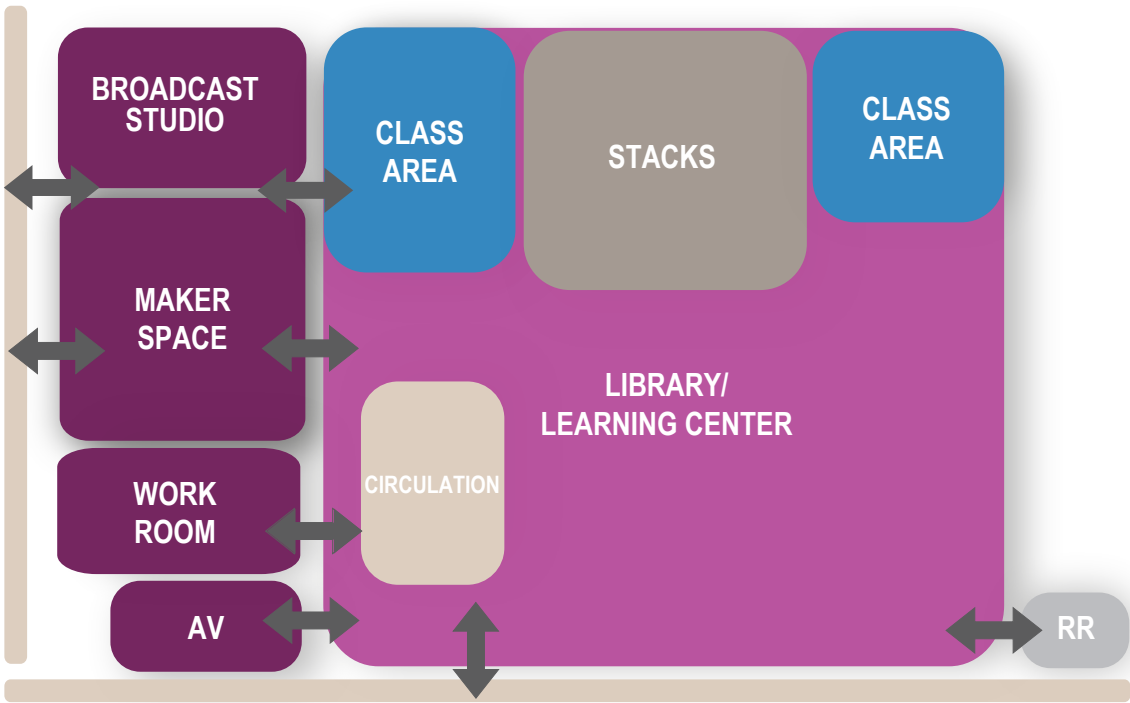 BROADCAST
STUDIO
CLASS
AREA
STACKS
CLASS
AREA
MAKER
SPACE
LIBRARY/
LEARNING CENTER
CIRCULATION
WORK
ROOM
AV
RR